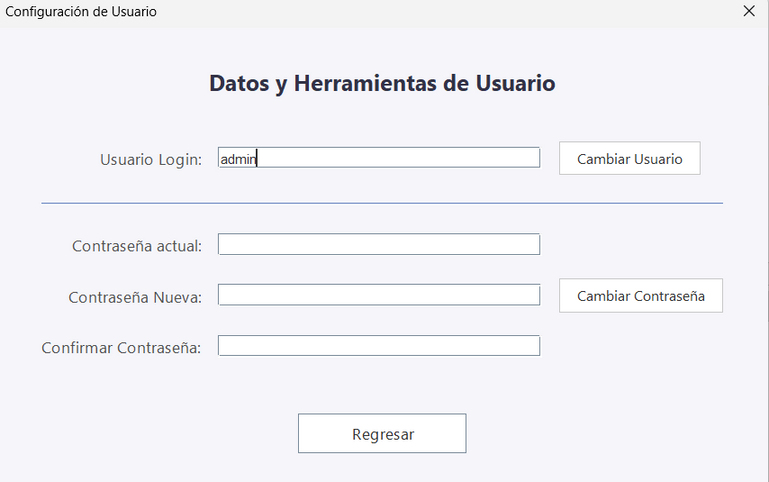 Configuración de Usuario
Datos y Herramientas de Usuario
Usuario Login: admin Cambiar Usuario
Contraseña actual:
Contraseña Nueva: Cambiar Contraseña
Confirmar Contraseña:
Regresar